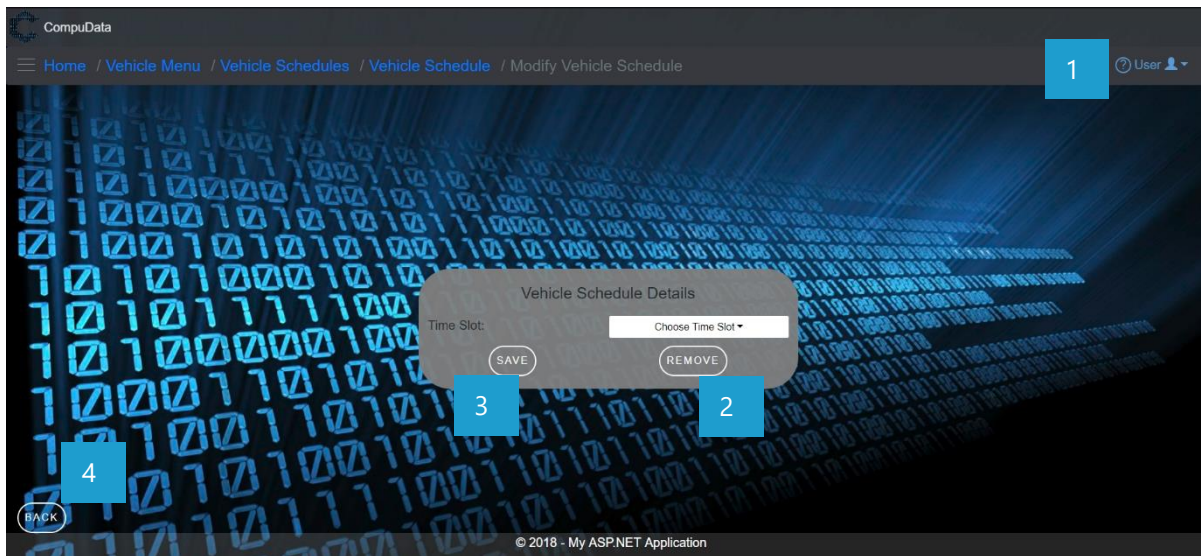 CompuData
Home / Vehicle Menu / Vehicle Schedules / Vehicle Schedule / Modify Vehicle Schedule
1
? User
Vehicle Schedule Details
Time Slot:
Choose Time Slot
SAVE
REMOVE
3
2
4
BACK
© 2018 - My ASP.NET Application